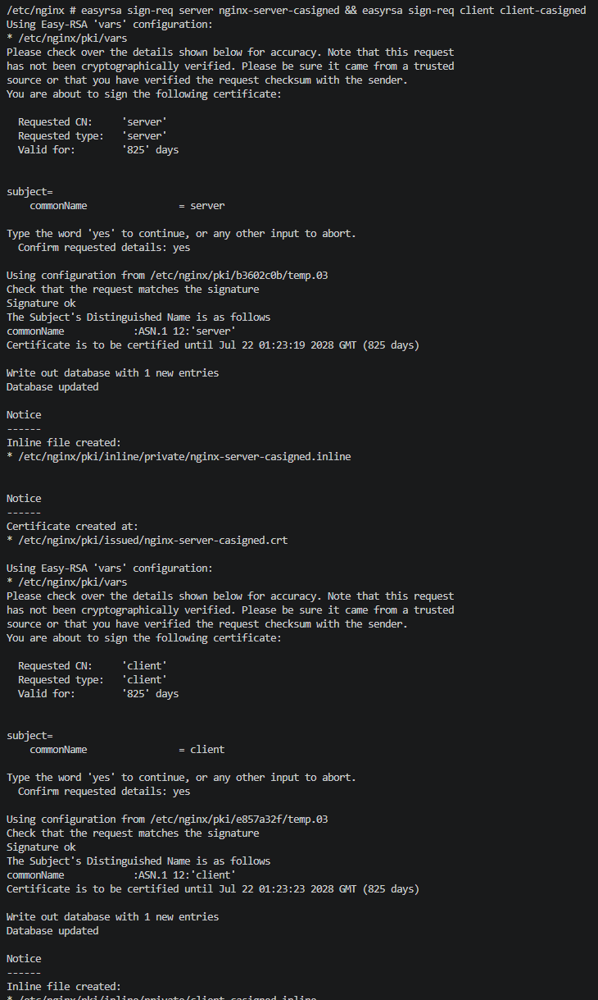 /etc/nginx # easyrsa sign-req server nginx-server-casigned && easyrsa sign-req client client-casigned
Using Easy-RSA 'vars' configuration:
* /etc/nginx/pki/vars
Please check over the details shown below for accuracy. Note that this request
has not been cryptographically verified. Please be sure it came from a trusted
source or that you have verified the request checksum with the sender.
You are about to sign the following certificate:

  Requested CN:     'server'
  Requested type:   'server'
  Valid for:        '825' days


subject=
    commonName                = server

Type the word 'yes' to continue, or any other input to abort.
  Confirm requested details: yes

Using configuration from /etc/nginx/pki/b3602c0b/temp.03
Check that the request matches the signature
Signature ok
The Subject's Distinguished Name is as follows
commonName            :ASN.1 12:'server'
Certificate is to be certified until Jul 22 01:23:19 2028 GMT (825 days)

Write out database with 1 new entries
Database updated

Notice
------
Inline file created:
* /etc/nginx/pki/inline/private/nginx-server-casigned.inline


Notice
------
Certificate created at:
* /etc/nginx/pki/issued/nginx-server-casigned.crt

Using Easy-RSA 'vars' configuration:
* /etc/nginx/pki/vars
Please check over the details shown below for accuracy. Note that this request
has not been cryptographically verified. Please be sure it came from a trusted
source or that you have verified the request checksum with the sender.
You are about to sign the following certificate:

  Requested CN:     'client'
  Requested type:   'client'
  Valid for:        '825' days


subject=
    commonName                = client

Type the word 'yes' to continue, or any other input to abort.
  Confirm requested details: yes

Using configuration from /etc/nginx/pki/e857a32f/temp.03
Check that the request matches the signature
Signature ok
The Subject's Distinguished Name is as follows
commonName            :ASN.1 12:'client'
Certificate is to be certified until Jul 22 01:23:23 2028 GMT (825 days)

Write out database with 1 new entries
Database updated

Notice
------
Inline file created:
* /etc/nginx/pki/inline/private/client-casigned.inline